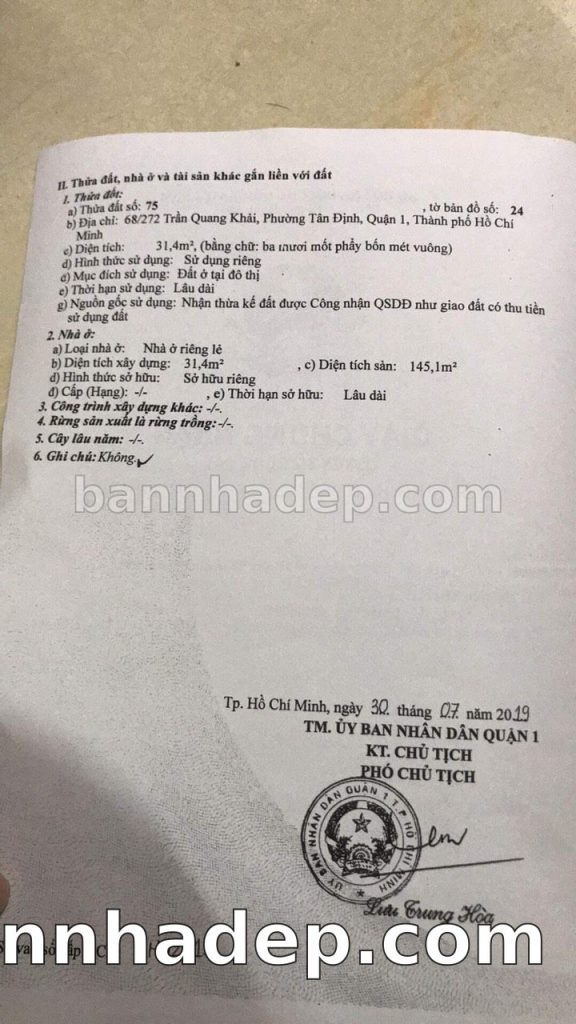 II. Thửa đất, nhà ở và tài sản khác gắn liền với đất
1. Thửa đất:
a) Thửa đất số: 75 , tờ bản đồ số: 24
b) Địa chỉ: 68/272 Trần Quang Khải, Phường Tân Định, Quận 1, Thành phố Hồ Chí
Minh
c) Diện tích: 31,4m², (bằng chữ: ba mươi mốt phẩy bốn mét vuông)
d) Hình thức sử dụng: Sử dụng riêng
đ) Mục đích sử dụng: Đất ở tại đô thị
e) Thời hạn sử dụng: Lâu dài
g) Nguồn gốc sử dụng: Nhận thừa kế đất được Công nhận QSDĐ như giao đất có thu tiền
sử dụng đất
2. Nhà ở:
a) Loại nhà ở: Nhà ở riêng lẻ
b) Diện tích xây dựng: 31,4m² , c) Diện tích sàn: 145,1m²
d) Hình thức sở hữu: Sở hữu riêng
đ) Cấp (Hạng): -/- , e) Thời hạn sở hữu: Lâu dài
3. Công trình xây dựng khác: -/-.
4. Rừng sản xuất là rừng trồng: -/-.
5. Cây lâu năm: -/-.
6. Ghi chú: Không.
bannhadep.com
Tp. Hồ Chí Minh, ngày 30 tháng 07 năm 2019
TM. ỦY BAN NHÂN DÂN QUẬN 1
KT. CHỦ TỊCH
PHÓ CHỦ TỊCH
ỦY BAN NHÂN DÂN QUẬN 1 T.P HỒ CHÍ MINH
Lưu Trung Hòa
nnhadep.com